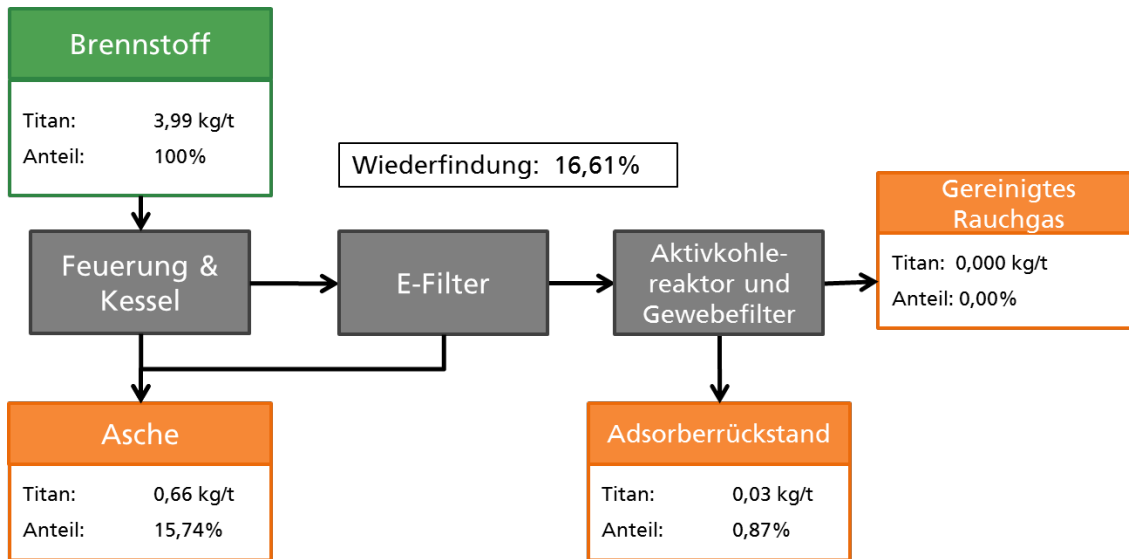 Brennstoff
Titan: 3,99 kg/t
Anteil: 100%
Wiederfindung: 16,61%
Feuerung &
Kessel
E-Filter
Aktivkohle-
reaktor und
Gewebefilter
Gereinigtes
Rauchgas
Titan: 0,000 kg/t
Anteil: 0,00%
Asche
Titan: 0,66 kg/t
Anteil: 15,74%
Adsorberrückstand
Titan: 0,03 kg/t
Anteil: 0,87%